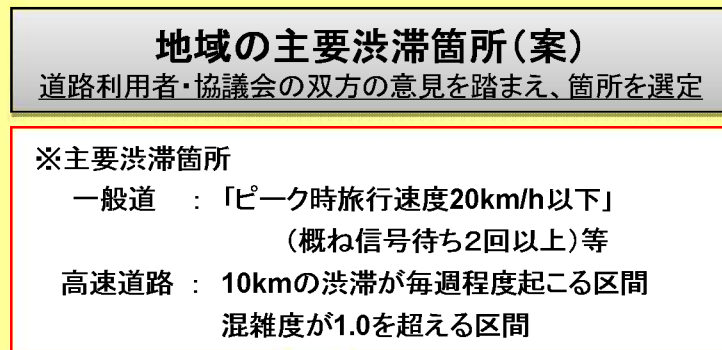 地域の主要渋滞箇所（案）
道路利用者・協議会の双方の意見を踏まえ、箇所を選定
※主要渋滞箇所
一般道　：「ピーク時旅行速度20km/h以下」
（概ね信号待ち２回以上）等
高速道路：　10kmの渋滞が毎週程度起こる区間
混雑度が1.0を超える区間